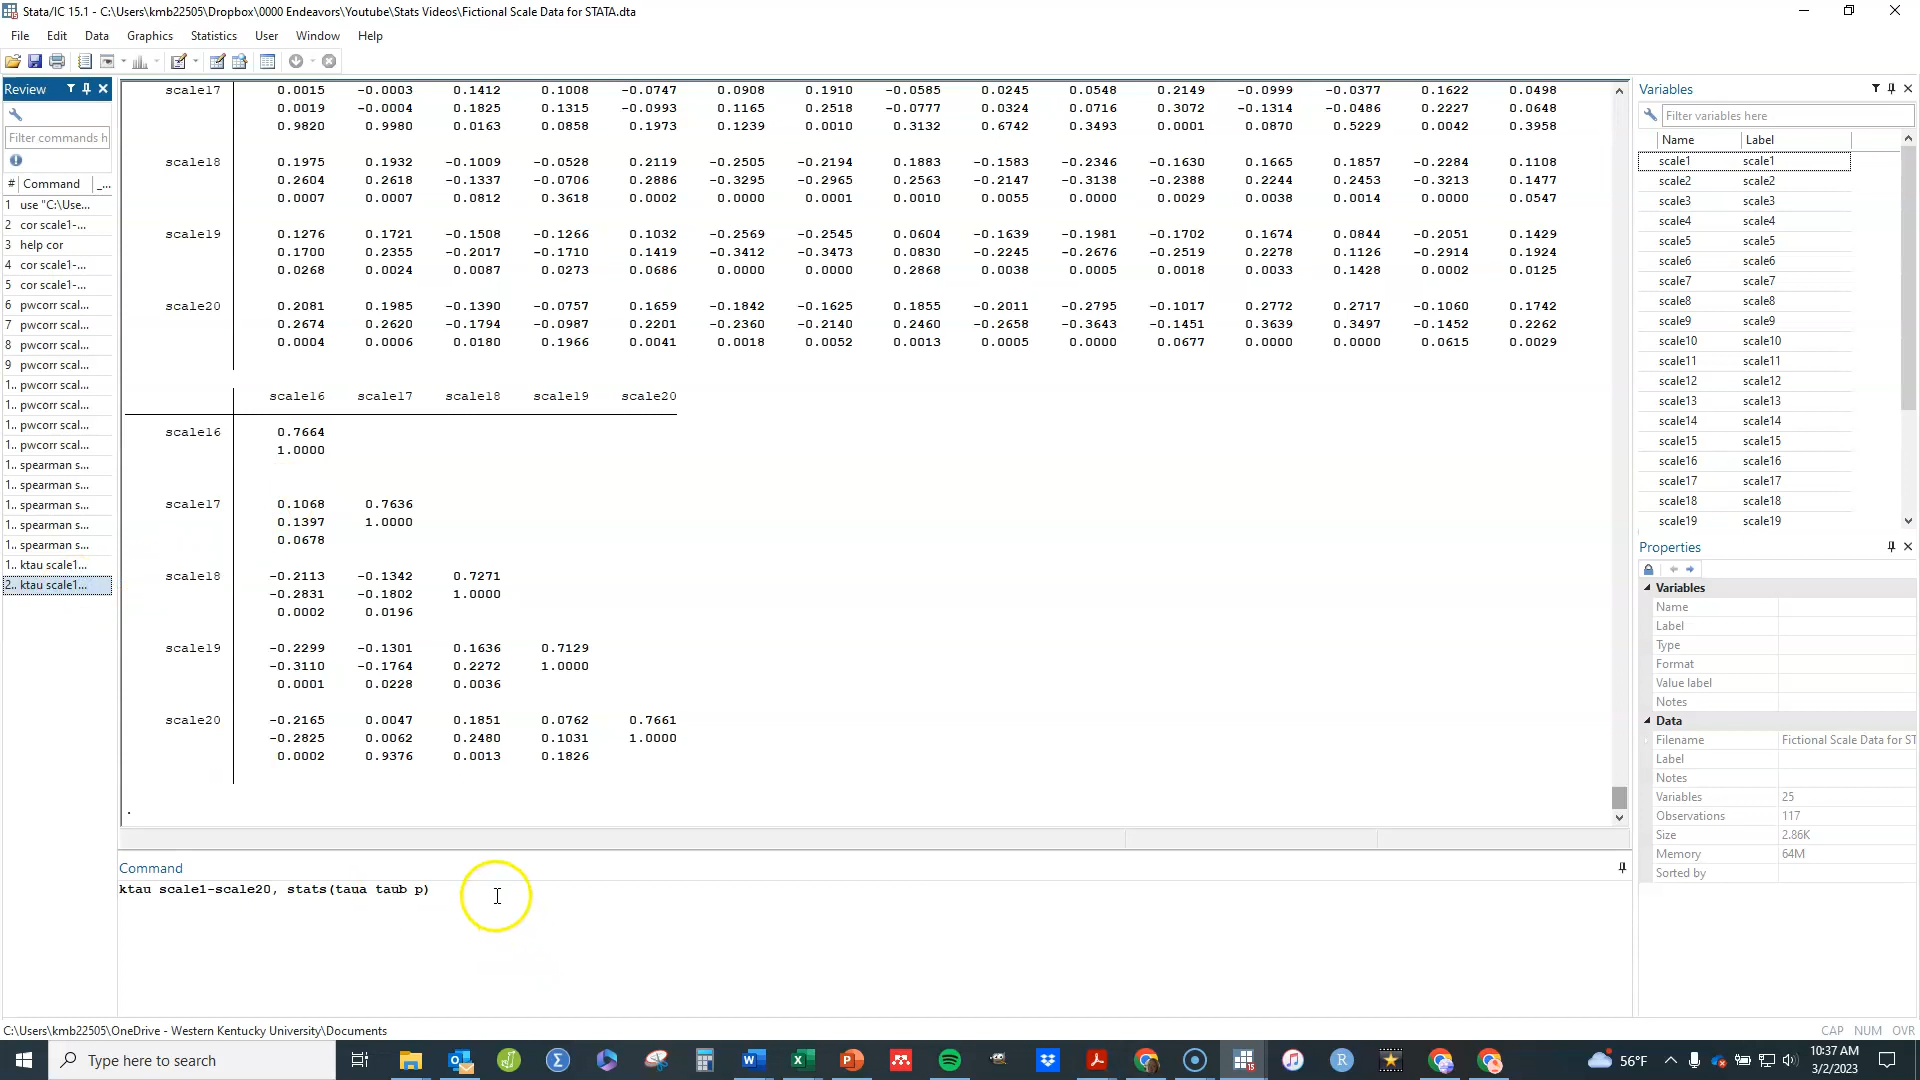 Stata/IC 15.1 - C:\Users\kmb22505\Dropbox\0000 Endeavors\Youtube\Stats Videos\Fictional Scale Data for STATA.dta
File Edit Data Graphics Statistics User Window Help
Review
Filter commands h
# Command _...
1 use "C:\Use...
2 cor scale1-...
3 help cor
4 cor scale1-...
5 cor scale1-...
6 pwcorr scal...
7 pwcorr scal...
8 pwcorr scal...
9 pwcorr scal...
1.. pwcorr scal...
1.. pwcorr scal...
1.. pwcorr scal...
1.. pwcorr scal...
1.. spearman s...
1.. spearman s...
1.. spearman s...
1.. spearman s...
1.. spearman s...
1.. ktau scale1...
2.. ktau scale1...
scale17 0.0015 -0.0003 0.1412 0.1008 -0.0747 0.0908 0.1910 -0.0585 0.0245 0.0548 0.2149 -0.0999 -0.0377 0.1622 0.0498
0.0019 -0.0004 0.1825 0.1315 -0.0993 0.1165 0.2518 -0.0777 0.0324 0.0716 0.3072 -0.1314 -0.0486 0.2227 0.0648
0.9820 0.9980 0.0163 0.0858 0.1973 0.1239 0.0010 0.3132 0.6742 0.3493 0.0001 0.0870 0.5229 0.0042 0.3958
scale18 0.1975 0.1932 -0.1009 -0.0528 0.2119 -0.2505 -0.2194 0.1883 -0.1583 -0.2346 -0.1630 0.1665 0.1857 -0.2284 0.1108
0.2604 0.2618 -0.1337 -0.0706 0.2886 -0.3295 -0.2965 0.2563 -0.2147 -0.3138 -0.2388 0.2244 0.2453 -0.3213 0.1477
0.0007 0.0007 0.0812 0.3618 0.0002 0.0000 0.0001 0.0010 0.0055 0.0000 0.0029 0.0038 0.0014 0.0000 0.0547
scale19 0.1276 0.1721 -0.1508 -0.1266 0.1032 -0.2569 -0.2545 0.0604 -0.1639 -0.1981 -0.1702 0.1674 0.0844 -0.2051 0.1429
0.1700 0.2355 -0.2017 -0.1710 0.1419 -0.3412 -0.3473 0.0830 -0.2245 -0.2676 -0.2519 0.2278 0.1126 -0.2914 0.1924
0.0268 0.0024 0.0087 0.0273 0.0686 0.0000 0.0000 0.2868 0.0038 0.0005 0.0018 0.0033 0.1428 0.0002 0.0125
scale20 0.2081 0.1985 -0.1390 -0.0757 0.1659 -0.1842 -0.1625 0.1855 -0.2011 -0.2795 -0.1017 0.2772 0.2717 -0.1060 0.1742
0.2674 0.2620 -0.1794 -0.0987 0.2201 -0.2360 -0.2140 0.2460 -0.2658 -0.3643 -0.1451 0.3639 0.3497 -0.1452 0.2262
0.0004 0.0006 0.0180 0.1966 0.0041 0.0018 0.0052 0.0013 0.0005 0.0000 0.0677 0.0000 0.0000 0.0615 0.0029
scale16 scale17 scale18 scale19 scale20
scale16 0.7664
1.0000
scale17 0.1068 0.7636
0.1397 1.0000
0.0678
scale18 -0.2113 -0.1342 0.7271
-0.2831 -0.1802 1.0000
0.0002 0.0196
scale19 -0.2299 -0.1301 0.1636 0.7129
-0.3110 -0.1764 0.2272 1.0000
0.0001 0.0228 0.0036
scale20 -0.2165 0.0047 0.1851 0.0762 0.7661
-0.2825 0.0062 0.2480 0.1031 1.0000
0.0002 0.9376 0.0013 0.1826
.
Command
ktau scale1-scale20, stats(taua taub p)
Variables
Filter variables here
Name Label
scale1 scale1
scale2 scale2
scale3 scale3
scale4 scale4
scale5 scale5
scale6 scale6
scale7 scale7
scale8 scale8
scale9 scale9
scale10 scale10
scale11 scale11
scale12 scale12
scale13 scale13
scale14 scale14
scale15 scale15
scale16 scale16
scale17 scale17
scale18 scale18
scale19 scale19
Properties
Variables
Name
Label
Type
Format
Value label
Notes
Data
Filename Fictional Scale Data for ST
Label
Notes
Variables 25
Observations 117
Size 2.86K
Memory 64M
Sorted by
C:\Users\kmb22505\OneDrive - Western Kentucky University\Documents
CAP NUM OVR
Type here to search
56°F
10:37 AM
3/2/2023